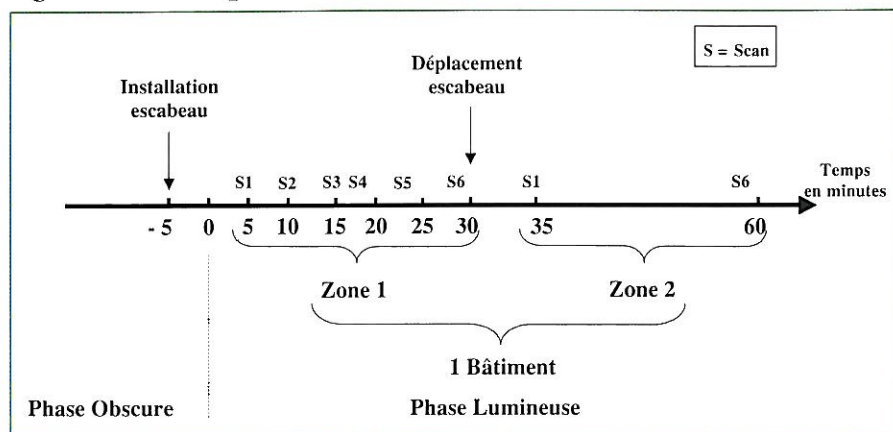 S = Scan
Déplacement
escabeau
Installation
escabeau
S1 S2 S3 S4 S5 S6 S1 S6
Temps
en minutes
- 5 0 5 10 15 20 25 30 35 60
Zone 1 Zone 2
1 Bâtiment
Phase Obscure Phase Lumineuse